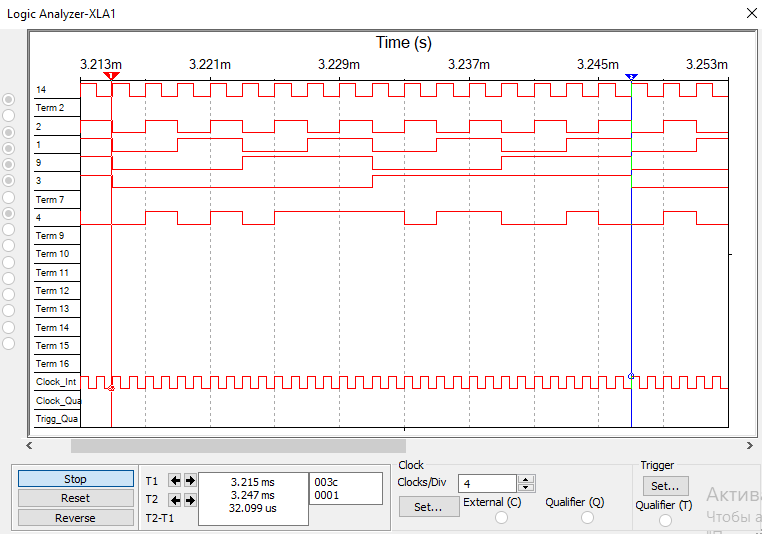 Logic Analyzer-XLA1
Time (s)
3.213m 3.221m 3.229m 3.237m 3.245m 3.253m
14
Term 2
2
1
9
3
Term 7
4
Term 9
Term 10
Term 11
Term 12
Term 13
Term 14
Term 15
Term 16
Clock_Int
Clock_Qua
Trigg_Qua
Stop
Reset
Reverse
T1 3.215 ms 003c
T2 3.247 ms 0001
T2-T1 32.099 us
Clock
Clocks/Div 4
Set... External (C) Qualifier (Q)
Trigger
Set...
Qualifier (T)
Чтобы